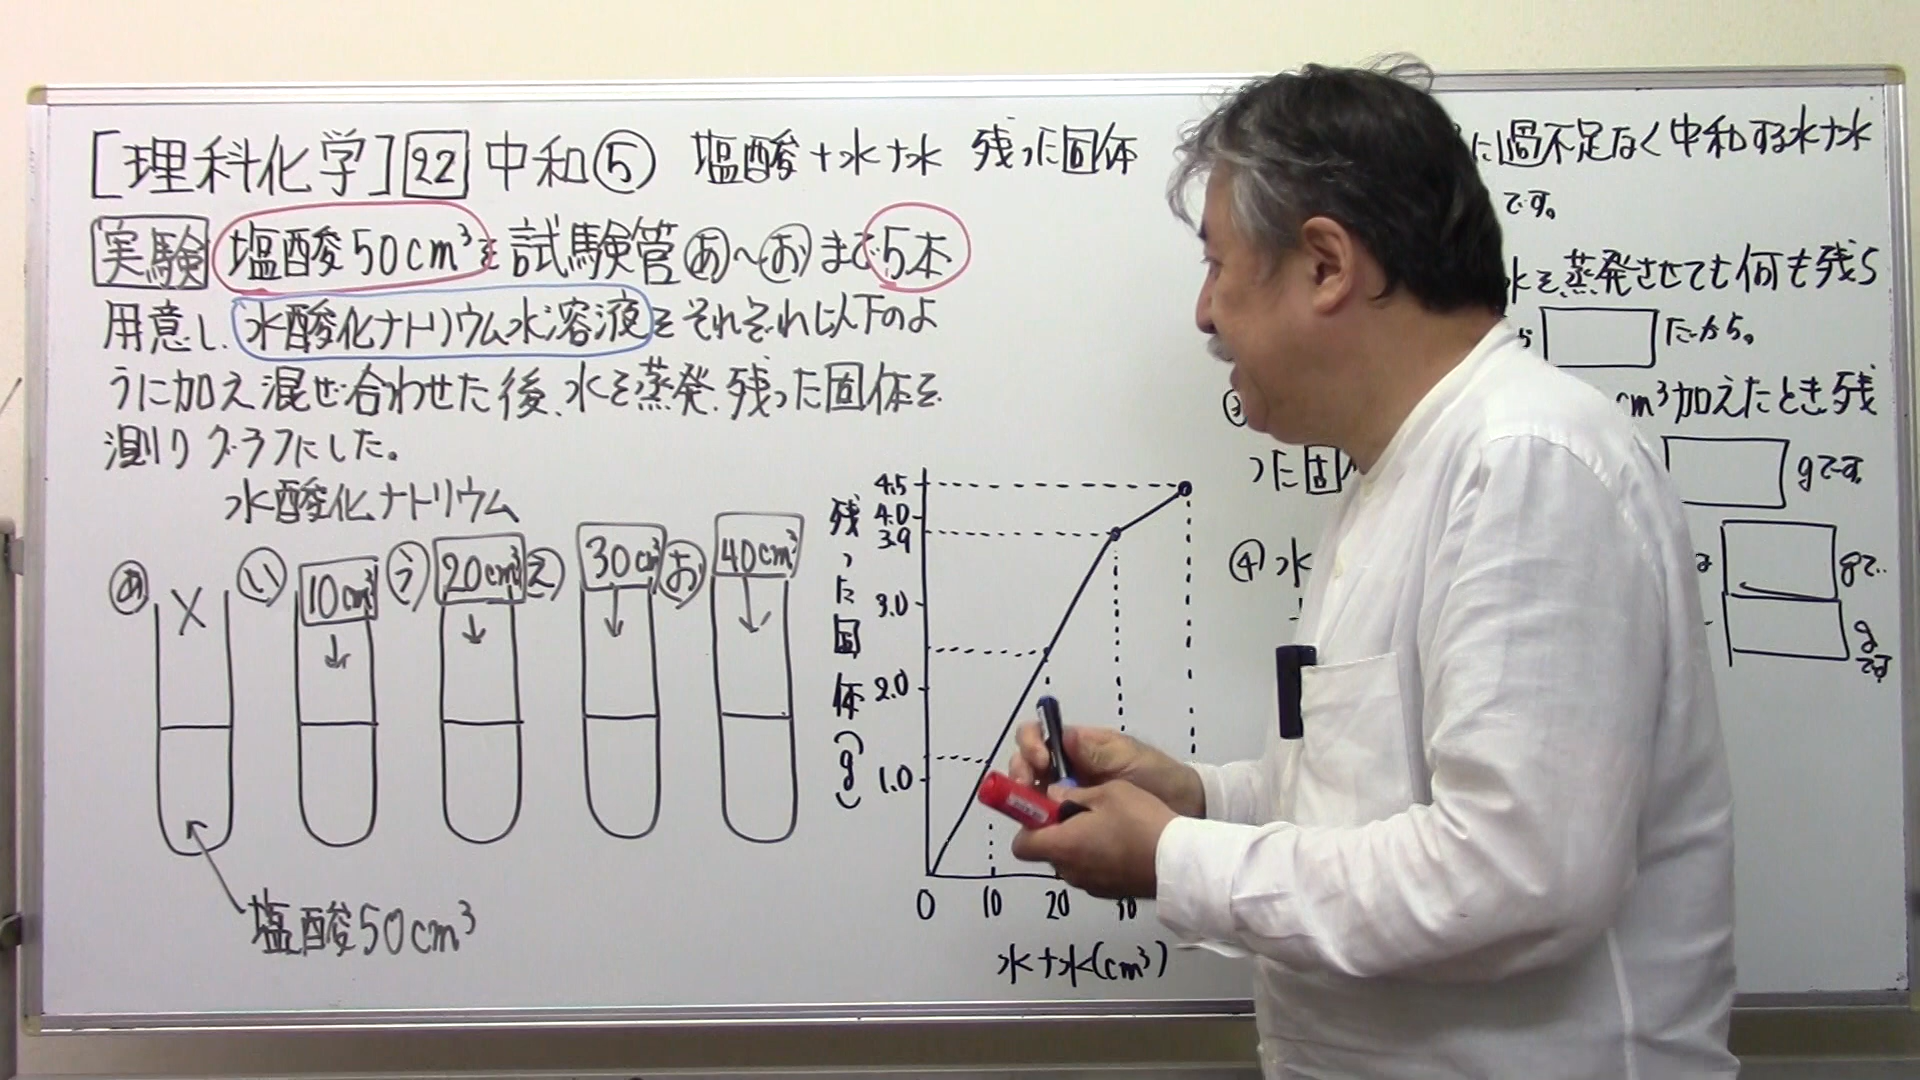 [理科化学] 22 中和⑤ 塩酸+水ナ水 残った固体
実験 塩酸50cm³を試験管あ〜おまで5本
用意し、水酸化ナトリウム水溶液をそれぞれ以下のよ
うに加え混ぜ合わせた後、水を蒸発、残った固体を
測りグラフにした。
水酸化ナトリウム
あ × い 10cm³ う 20cm³ え 30cm³ お 40cm³
塩酸50cm³
残った固体(g)
4.5
4.0
3.9
3.0
2.0
1.0
0 10 20 30
水ナ水(cm³)
に過不足なく中和する水ナ水
です。
水を蒸発させても何も残ら
だから。
③ cm³加えたとき残
った固 gです。
④ 水 gで
gです